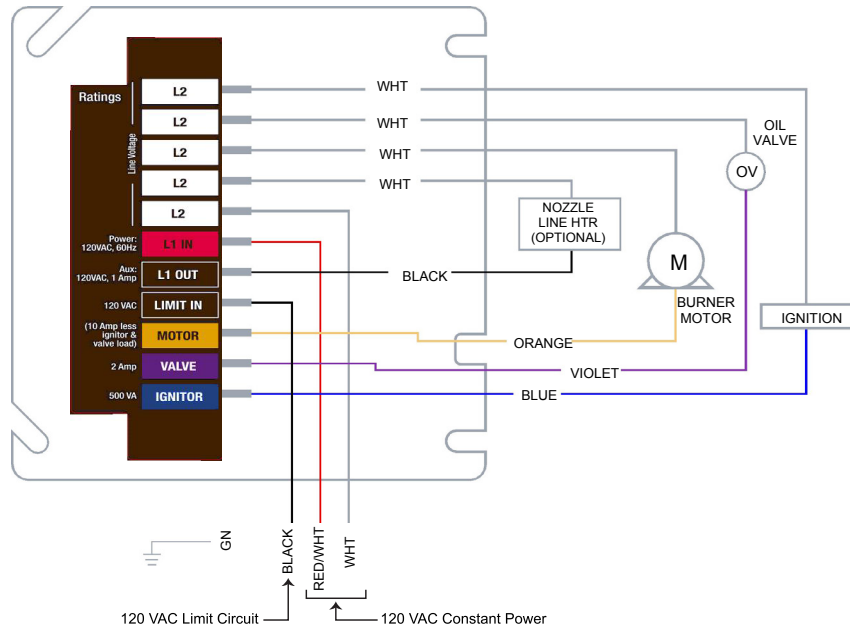 Ratings
Line Voltage
L2
WHT
L2
WHT
OIL
VALVE
L2
WHT
OV
L2
WHT
NOZZLE
LINE HTR
(OPTIONAL)
L2
Power:
120VAC, 60Hz
L1 IN
M
Aux:
120VAC, 1 Amp
L1 OUT
BLACK
120 VAC
LIMIT IN
BURNER
MOTOR
IGNITION
(10 Amp less
ignitor &
valve load)
MOTOR
ORANGE
2 Amp
VALVE
VIOLET
500 VA
IGNITOR
BLUE
GN
BLACK
RED/WHT
WHT
120 VAC Limit Circuit
120 VAC Constant Power